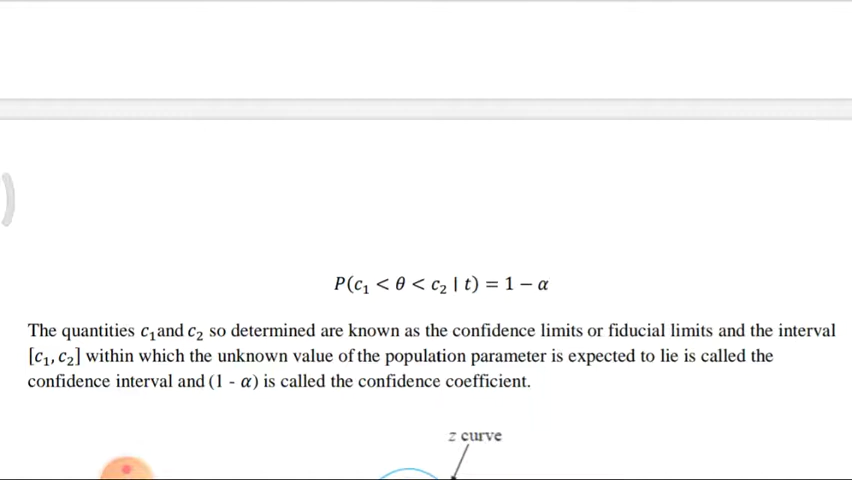 P(c₁ < θ < c₂ | t) = 1 − α
The quantities c₁and c₂ so determined are known as the confidence limits or fiducial limits and the interval
[c₁, c₂] within which the unknown value of the population parameter is expected to lie is called the
confidence interval and (1 - α) is called the confidence coefficient.
z curve